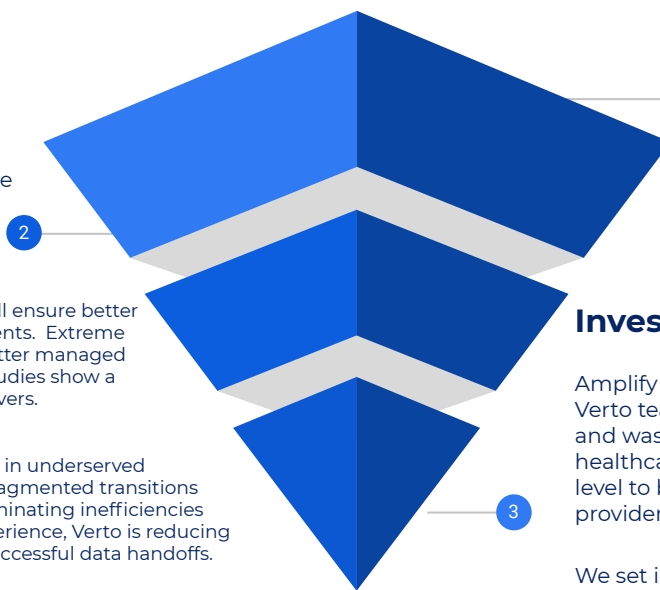 e
2
ll ensure better
ents.  Extreme
tter managed
udies show a
vers.
in underserved
agmented transitions
minating inefficiencies
erience, Verto is reducing
ccessful data handoffs.
Inves
Amplify
Verto tea
and was
healthca
level to b
provider
3
We set i